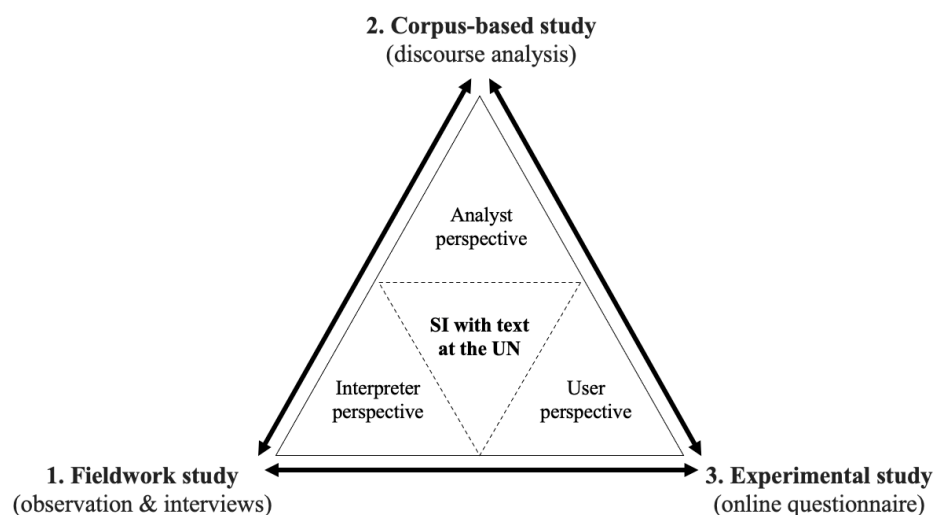 2. Corpus-based study
(discourse analysis)
Analyst
perspective
SI with text
at the UN
Interpreter
perspective
User
perspective
1. Fieldwork study
(observation & interviews)
3. Experimental study
(online questionnaire)